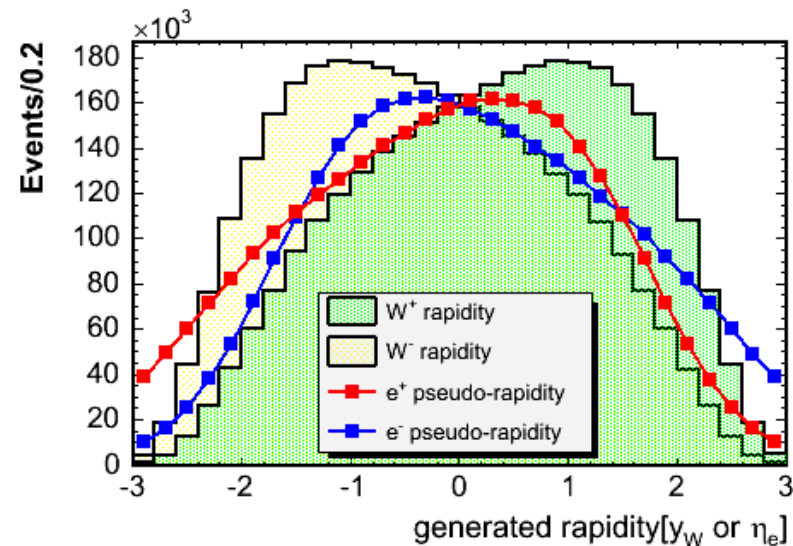 ×10³
Events/0.2
180
160
140
120
100
80
60
40
20
0
W⁺ rapidity
W⁻ rapidity
e⁺ pseudo-rapidity
e⁻ pseudo-rapidity
-3 -2 -1 0 1 2 3
generated rapidity[y_W or η_e]